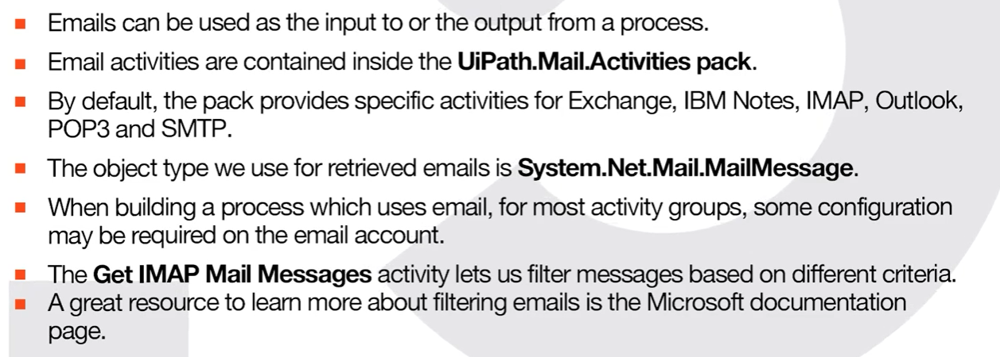 Emails can be used as the input to or the output from a process.
Email activities are contained inside the UiPath.Mail.Activities pack.
By default, the pack provides specific activities for Exchange, IBM Notes, IMAP, Outlook,
POP3 and SMTP.
The object type we use for retrieved emails is System.Net.Mail.MailMessage.
When building a process which uses email, for most activity groups, some configuration
may be required on the email account.
The Get IMAP Mail Messages activity lets us filter messages based on different criteria.
A great resource to learn more about filtering emails is the Microsoft documentation
page.